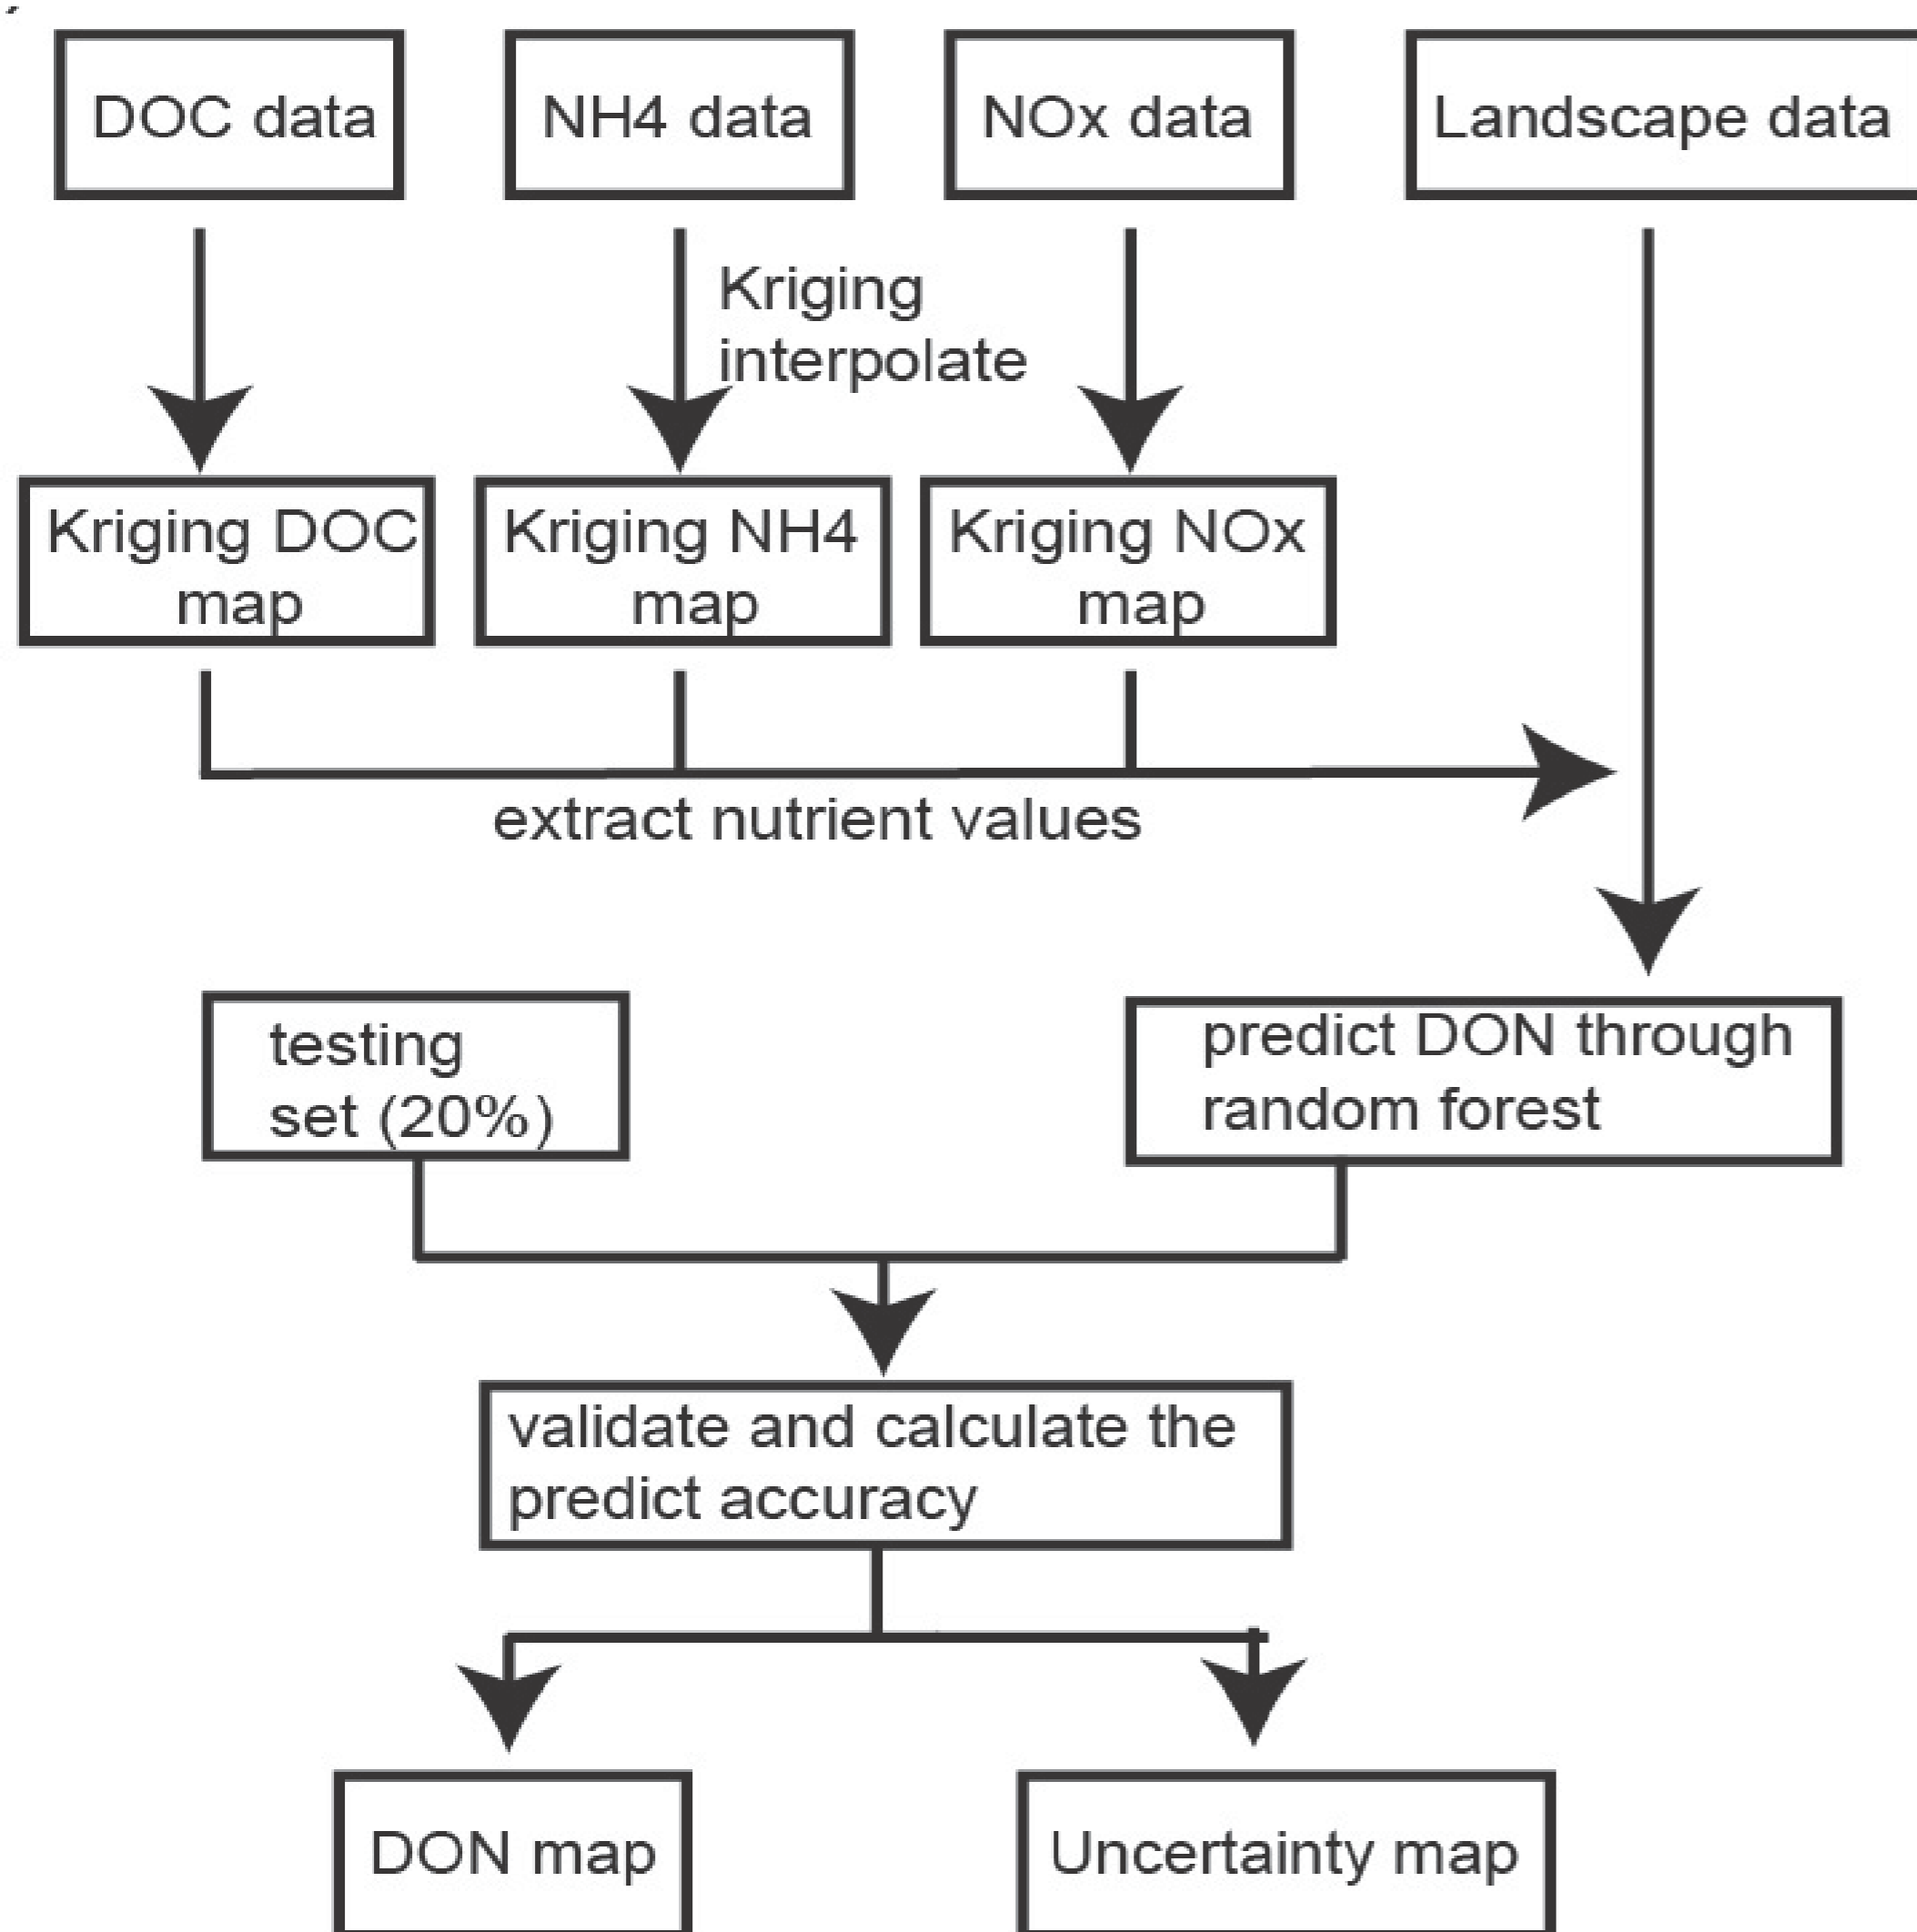 DOC data
NH4 data
NOx data
Landscape data
Kriging
interpolate
Kriging DOC
map
Kriging NH4
map
Kriging NOx
map
extract nutrient values
testing
set (20%)
predict DON through
random forest
validate and calculate the
predict accuracy
DON map
Uncertainty map